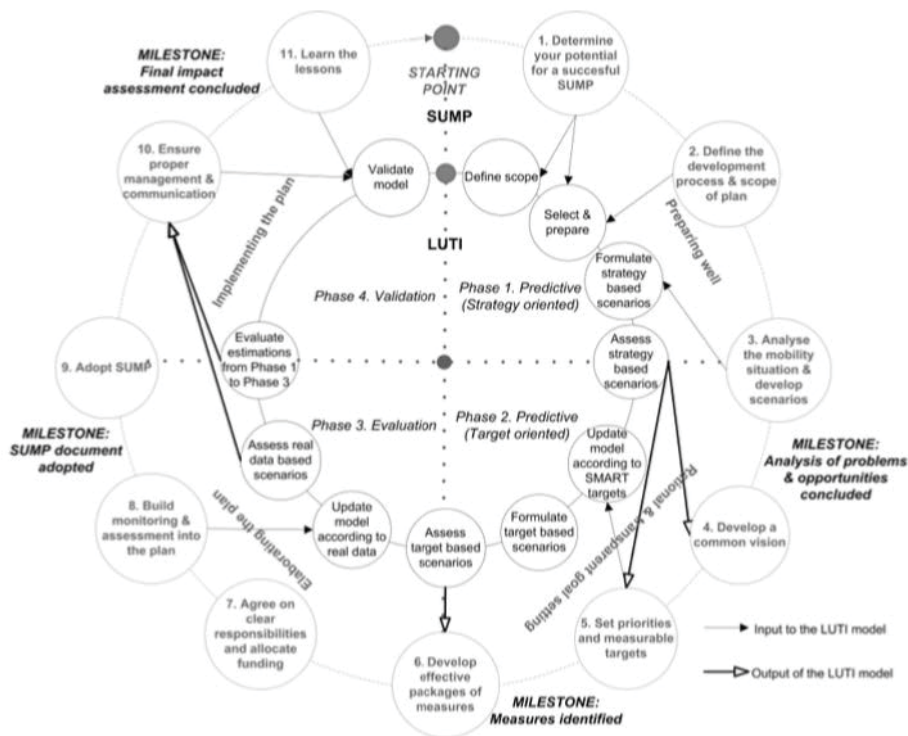 MILESTONE:
Final impact
assessment concluded
11. Learn the
lessons
STARTING
POINT
1. Determine
your potential
for a succesful
SUMP
SUMP
10. Ensure
proper
management &
communication
Validate
model
Define scope
2. Define the
development
process & scope
of plan
Select &
prepare
Implementing the plan
LUTI
Preparing well
Formulate
strategy
based
scenarios
Phase 4. Validation
Phase 1. Predictive
(Strategy oriented)
9. Adopt SUMP
Evaluate
estimations
from Phase 1
to Phase 3
Assess
strategy
based
scenarios
3. Analyse
the mobility
situation &
develop
scenarios
MILESTONE:
SUMP document
adopted
Phase 3. Evaluation
Phase 2. Predictive
(Target oriented)
Assess real
data based
scenarios
Update
model
according to
SMART
targets
MILESTONE:
Analysis of problems
& opportunities
concluded
8. Build
monitoring &
assessment into
the plan
Elaborating the plan
Update
model
according to
real data
Assess
target based
scenarios
Formulate
target based
scenarios
Rational & transparent goal setting
4. Develop a
common vision
7. Agree on
clear
responsibilities
and allocate
funding
6. Develop
effective
packages of
measures
5. Set priorities
and measurable
targets
MILESTONE:
Measures identified
Input to the LUTI model
Output of the LUTI model